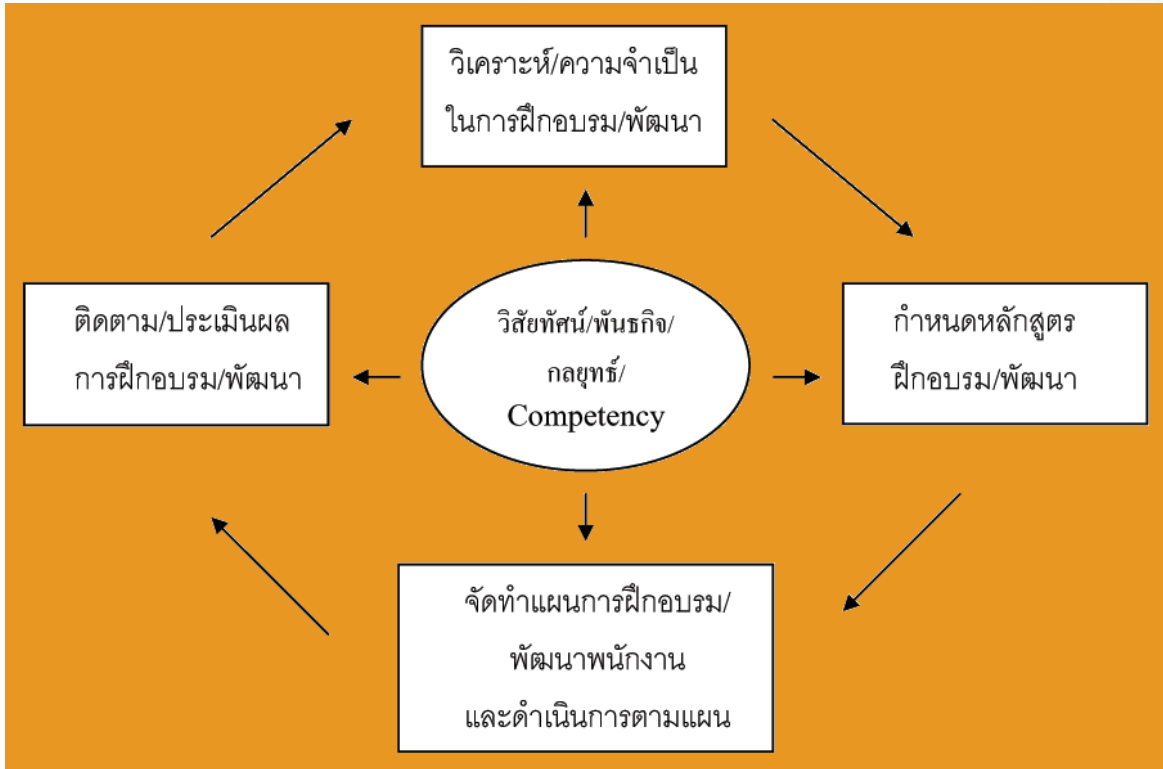 วิเคราะห์/ความจำเป็น
ในการฝึกอบรม/พัฒนา
ติดตาม/ประเมินผล
การฝึกอบรม/พัฒนา
วิสัยทัศน์/พันธกิจ/
กลยุทธ์/
Competency
กำหนดหลักสูตร
ฝึกอบรม/พัฒนา
จัดทำแผนการฝึกอบรม/
พัฒนาพนักงาน
และดำเนินการตามแผน